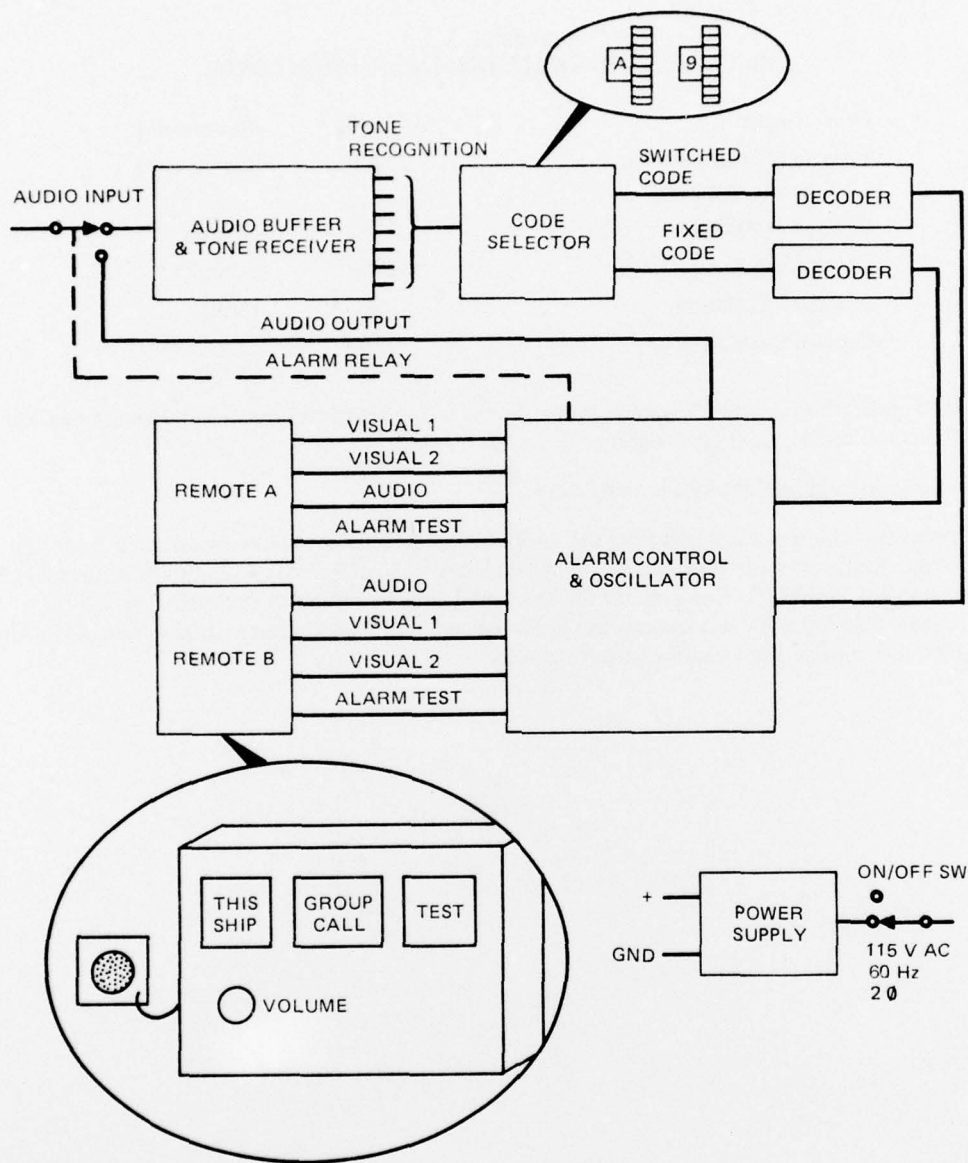 A 9
TONE
RECOGNITION
SWITCHED
CODE
AUDIO INPUT
AUDIO BUFFER
& TONE RECEIVER
CODE
SELECTOR
DECODER
FIXED
CODE
DECODER
AUDIO OUTPUT
ALARM RELAY
REMOTE A
VISUAL 1
VISUAL 2
AUDIO
ALARM TEST
ALARM CONTROL
& OSCILLATOR
REMOTE B
AUDIO
VISUAL 1
VISUAL 2
ALARM TEST
THIS
SHIP
GROUP
CALL
TEST
VOLUME
+
GND
POWER
SUPPLY
ON/OFF SW
115 V AC
60 Hz
2 Ø